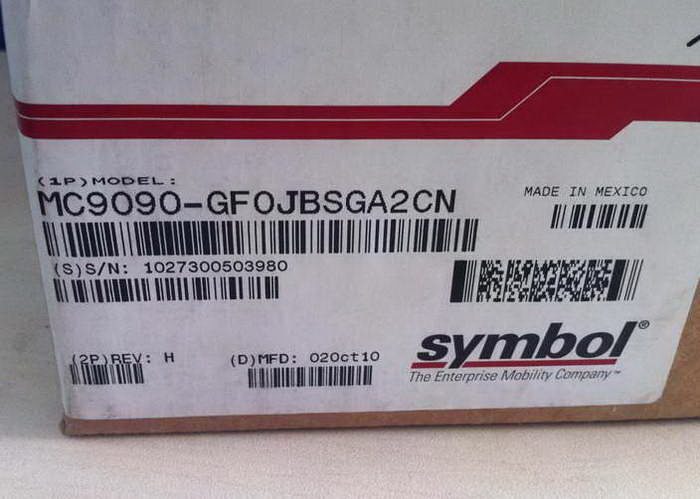 (1P)MODEL:
MC9090-GF0JBSGA2CN
MADE IN MEXICO
(S)S/N: 1027300503980
(2P)REV: H
(D)MFD: 02Oct10
symbol®
The Enterprise Mobility Company™